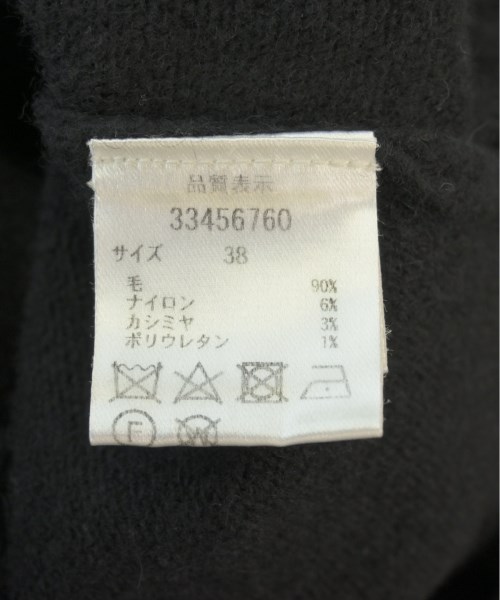 品質表示
33456760
サイズ 38
毛 90%
ナイロン 6%
カシミヤ 3%
ポリウレタン 1%
F W